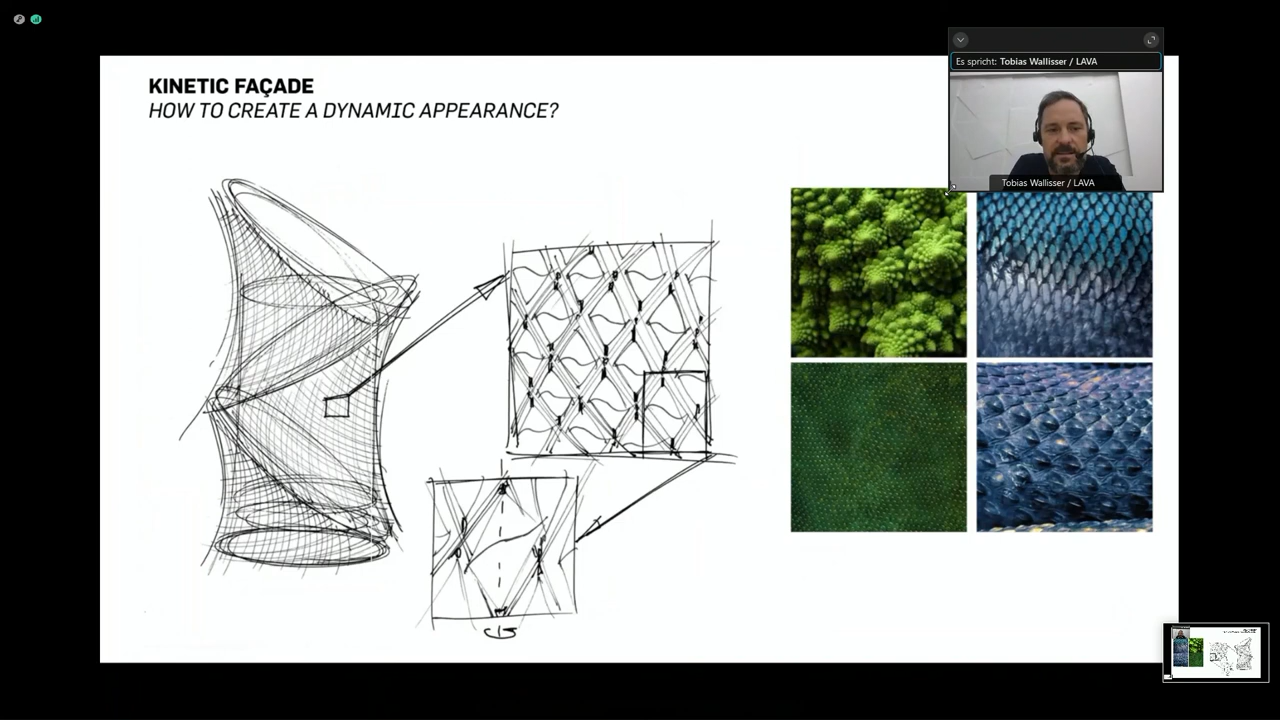 KINETIC FAÇADE
HOW TO CREATE A DYNAMIC APPEARANCE?
Es spricht: Tobias Wallisser / LAVA
Tobias Wallisser / LAVA